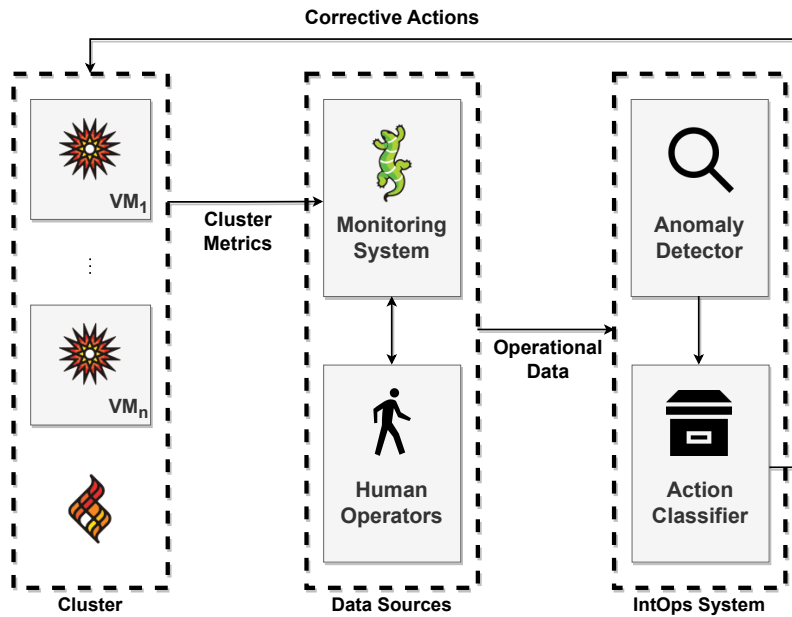 Corrective Actions
VM1
⋮
VMn
Cluster
Cluster
Metrics
Monitoring
System
Human
Operators
Data Sources
Operational
Data
Anomaly
Detector
Action
Classifier
IntOps System